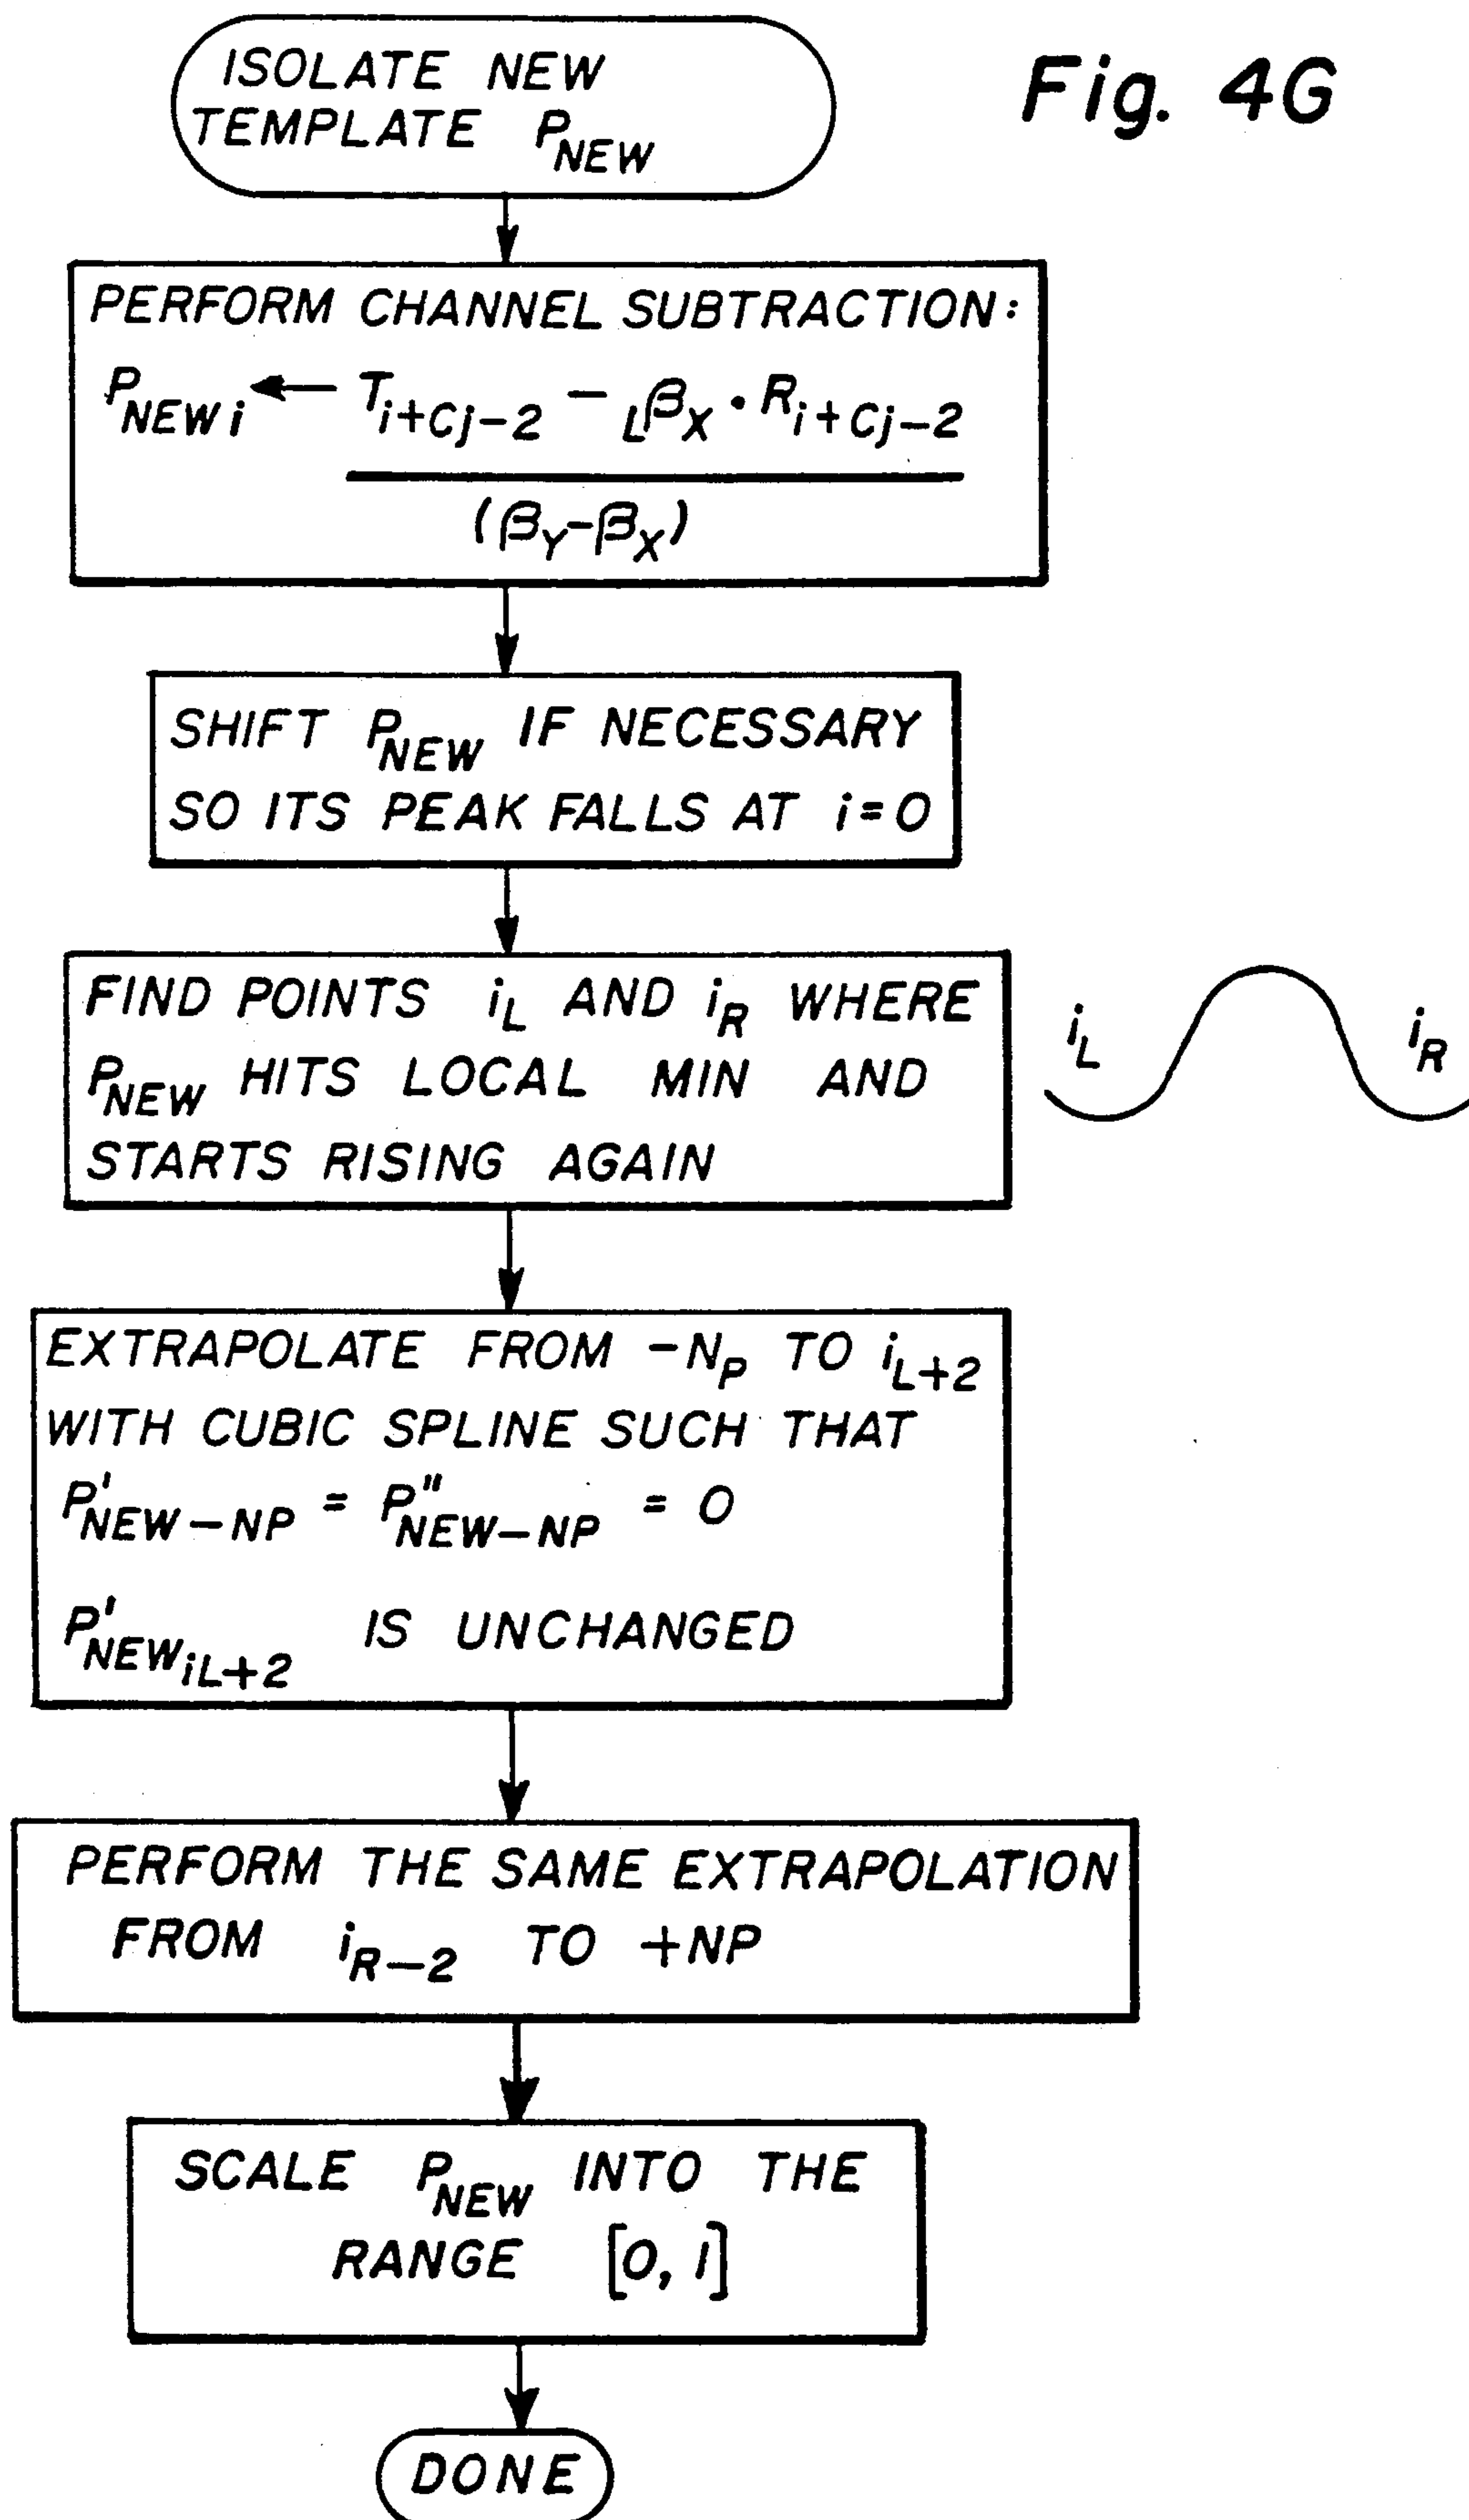 Fig. 4G
ISOLATE NEW
TEMPLATE P_NEW
PERFORM CHANNEL SUBTRACTION:
P_NEW i ← T_i+Cj−2 − _Lβ_X • R_i+Cj−2
(β_Y−β_X)
SHIFT P_NEW IF NECESSARY
SO ITS PEAK FALLS AT i=0
FIND POINTS i_L AND i_R WHERE
P_NEW HITS LOCAL MIN AND
STARTS RISING AGAIN
i_L
i_R
EXTRAPOLATE FROM −N_P TO i_L+2
WITH CUBIC SPLINE SUCH THAT
P'_NEW−NP = P"_NEW−NP = 0
P'_NEW_iL+2 IS UNCHANGED
PERFORM THE SAME EXTRAPOLATION
FROM i_R−2 TO +NP
SCALE P_NEW INTO THE
RANGE [0, 1]
DONE